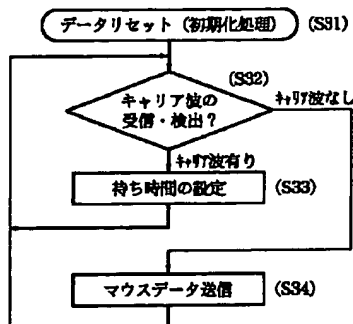 データリセット(初期化処理) (S31)
(S32)
キャリア波の
受信・検出?
ｷｬﾘｱ波なし
ｷｬﾘｱ波有り
待ち時間の設定 (S33)
マウスデータ送信 (S34)